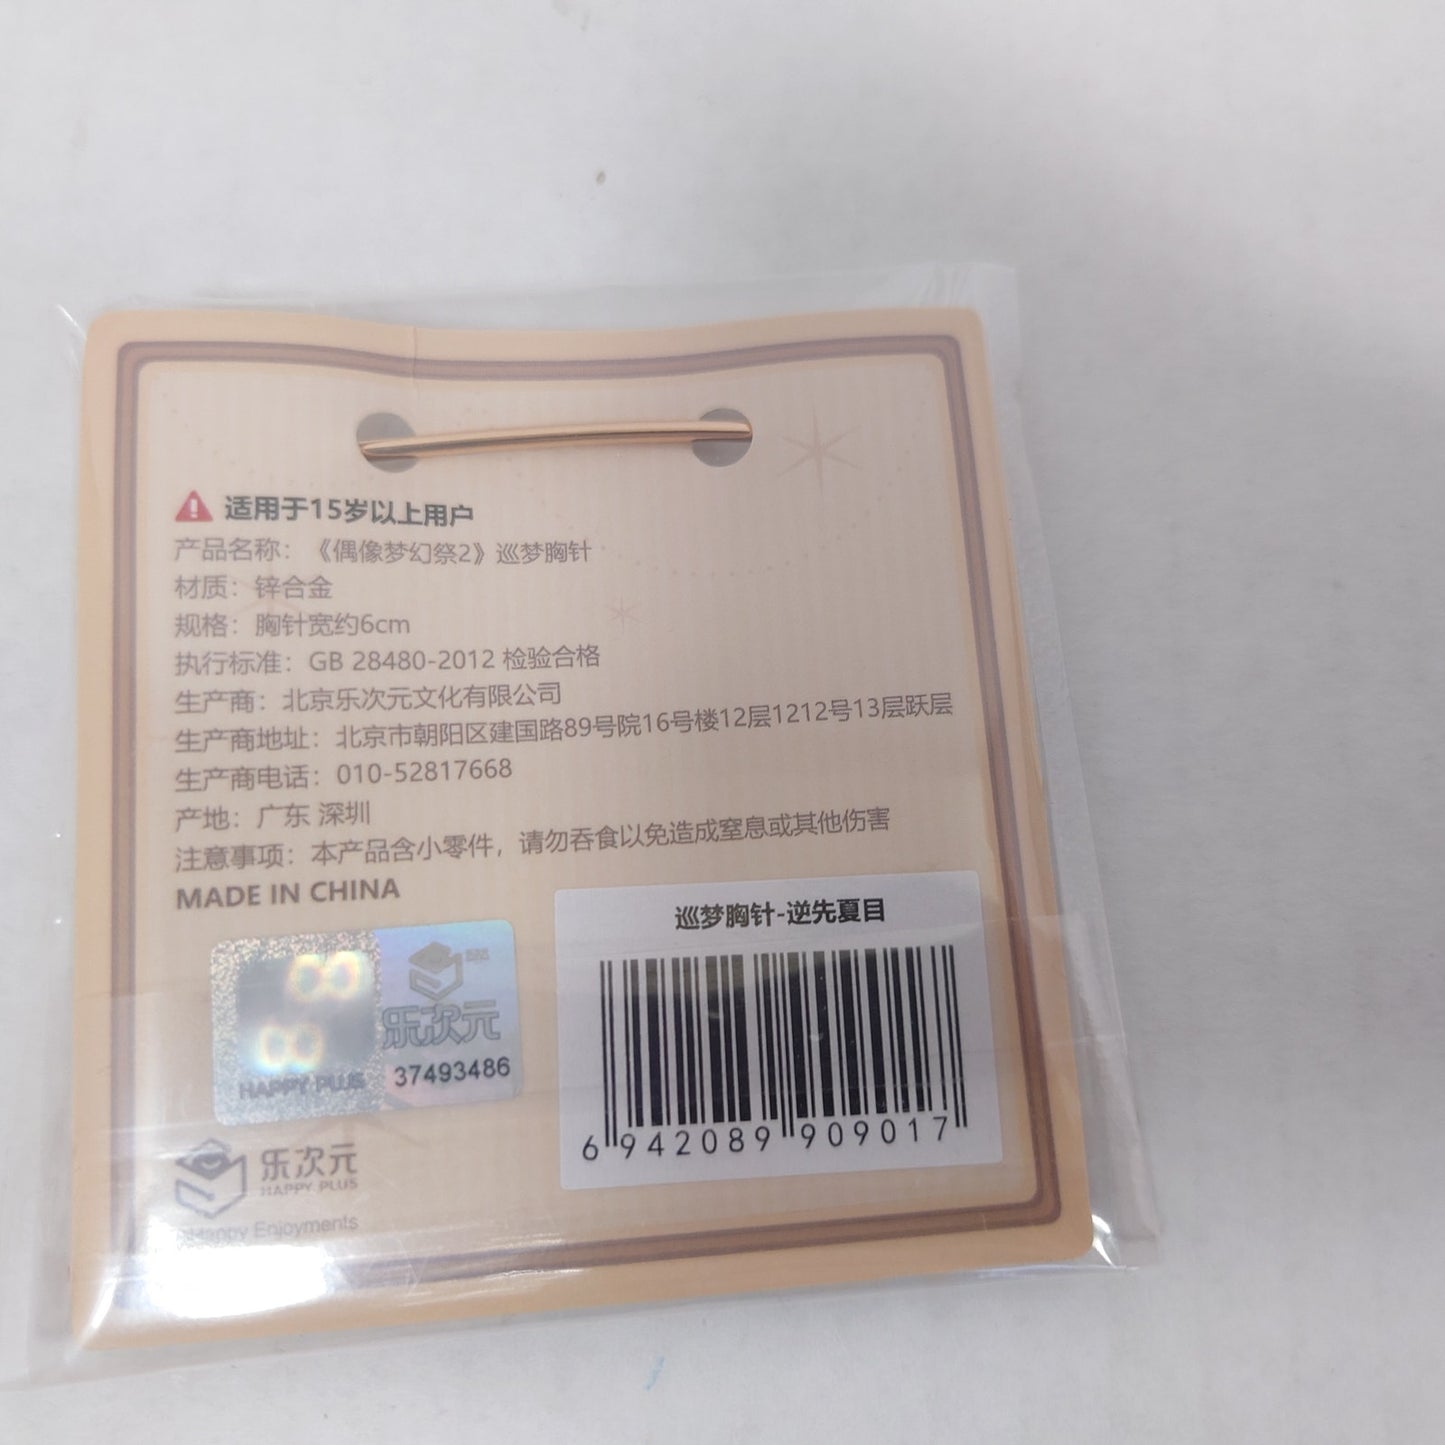 适用于15岁以上用户
产品名称：《偶像梦幻祭2》巡梦胸针
材质：锌合金
规格：胸针宽约6cm
执行标准：GB 28480-2012 检验合格
生产商：北京乐次元文化有限公司
生产商地址：北京市朝阳区建国路89号院16号楼12层1212号13层跃层
生产商电话：010-52817668
产地：广东 深圳
注意事项：本产品含小零件，请勿吞食以免造成窒息或其他伤害
MADE IN CHINA
巡梦胸针-逆先夏目
6 942089 909017
乐次元
HAPPY PLUS
37493486
乐次元
HAPPY PLUS
Happy Enjoyments